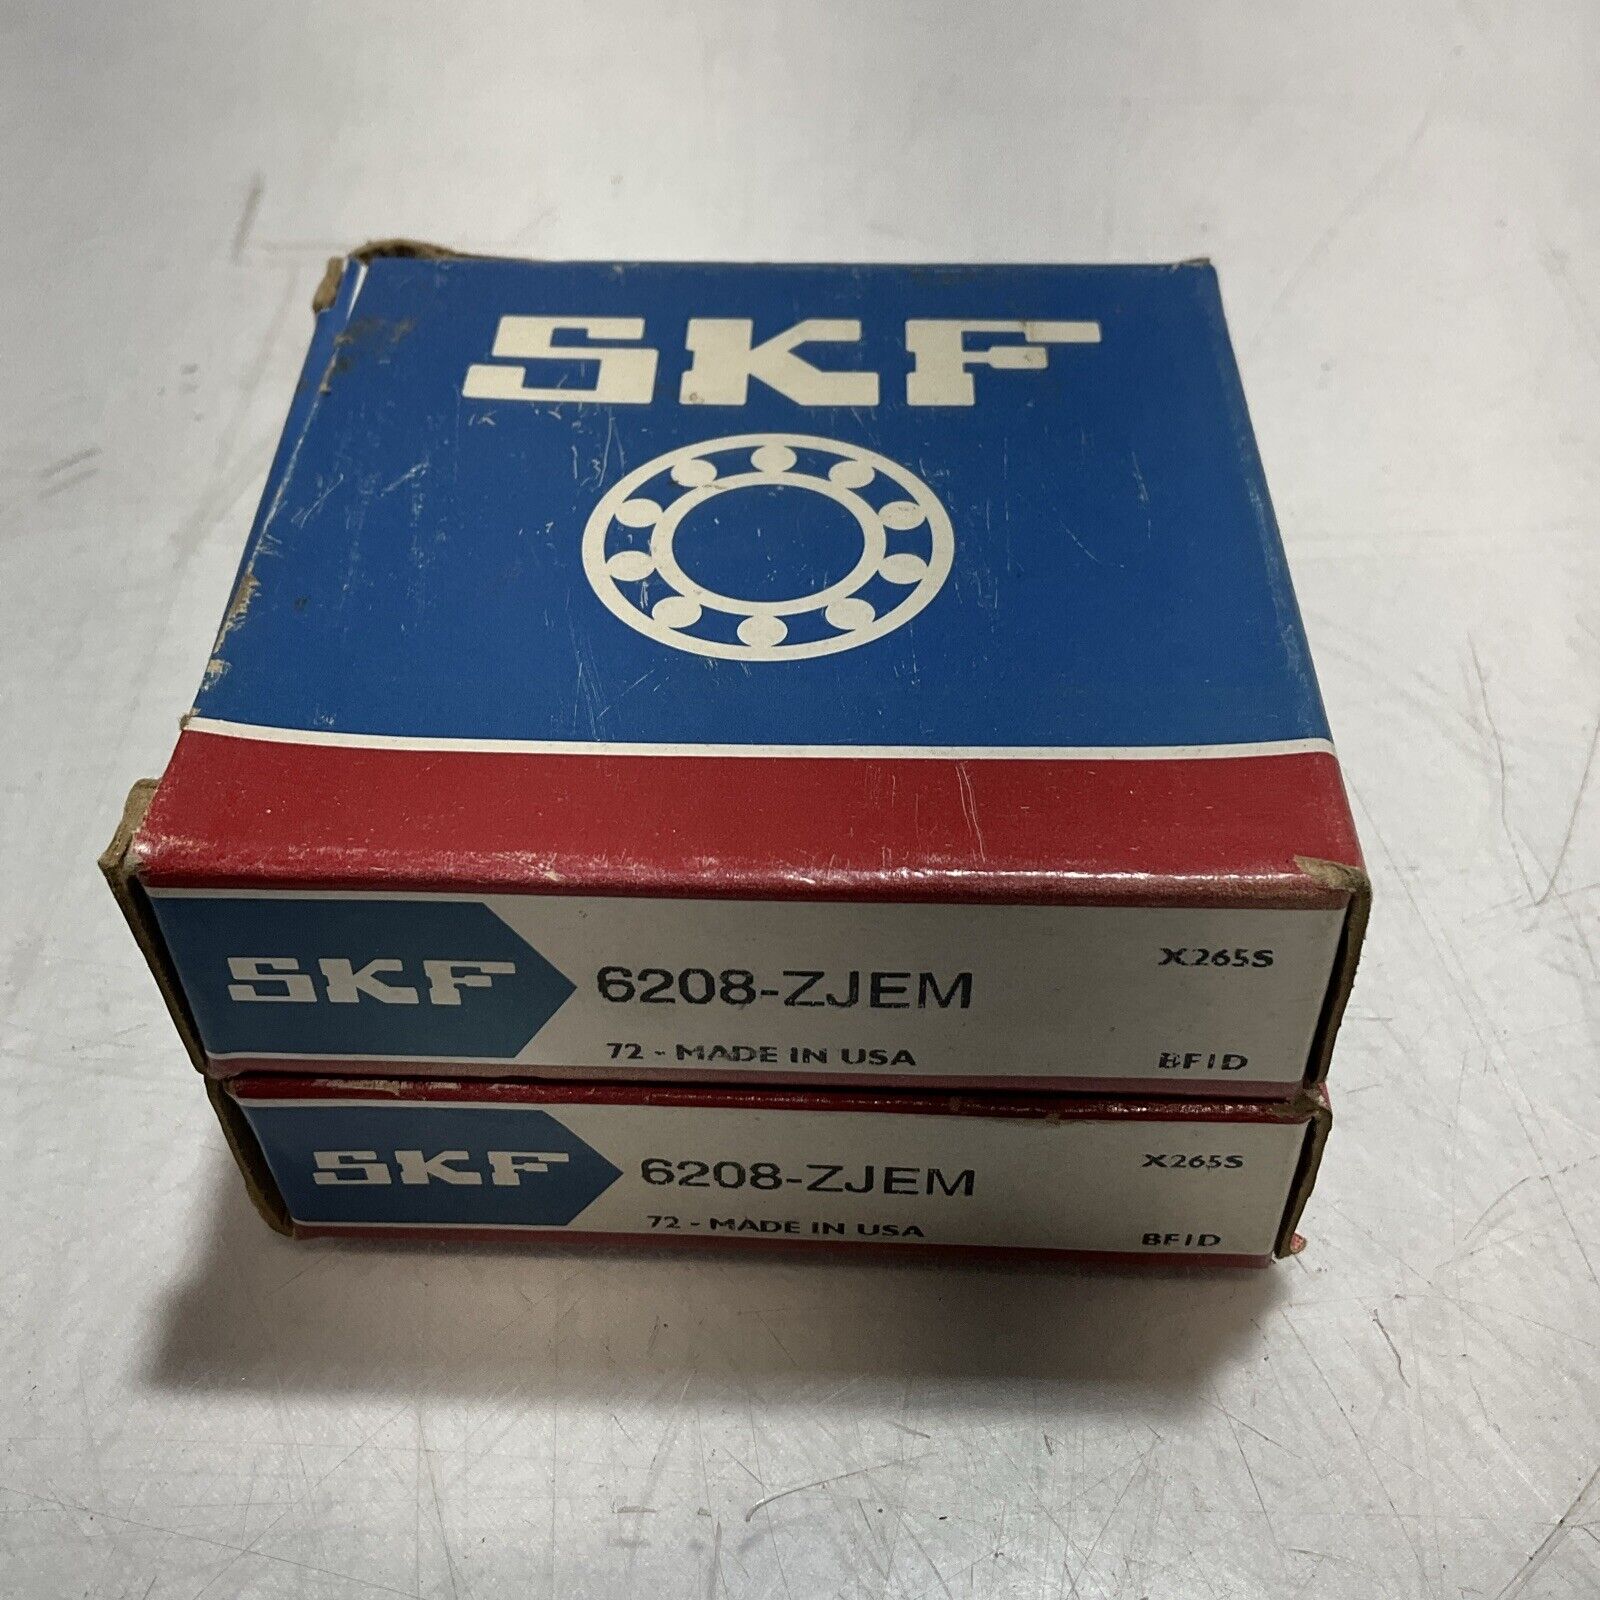 SKF
SKF 6208-ZJEM X265S
72 - MADE IN USA BFID
SKF 6208-ZJEM X265S
72 - MADE IN USA BFID